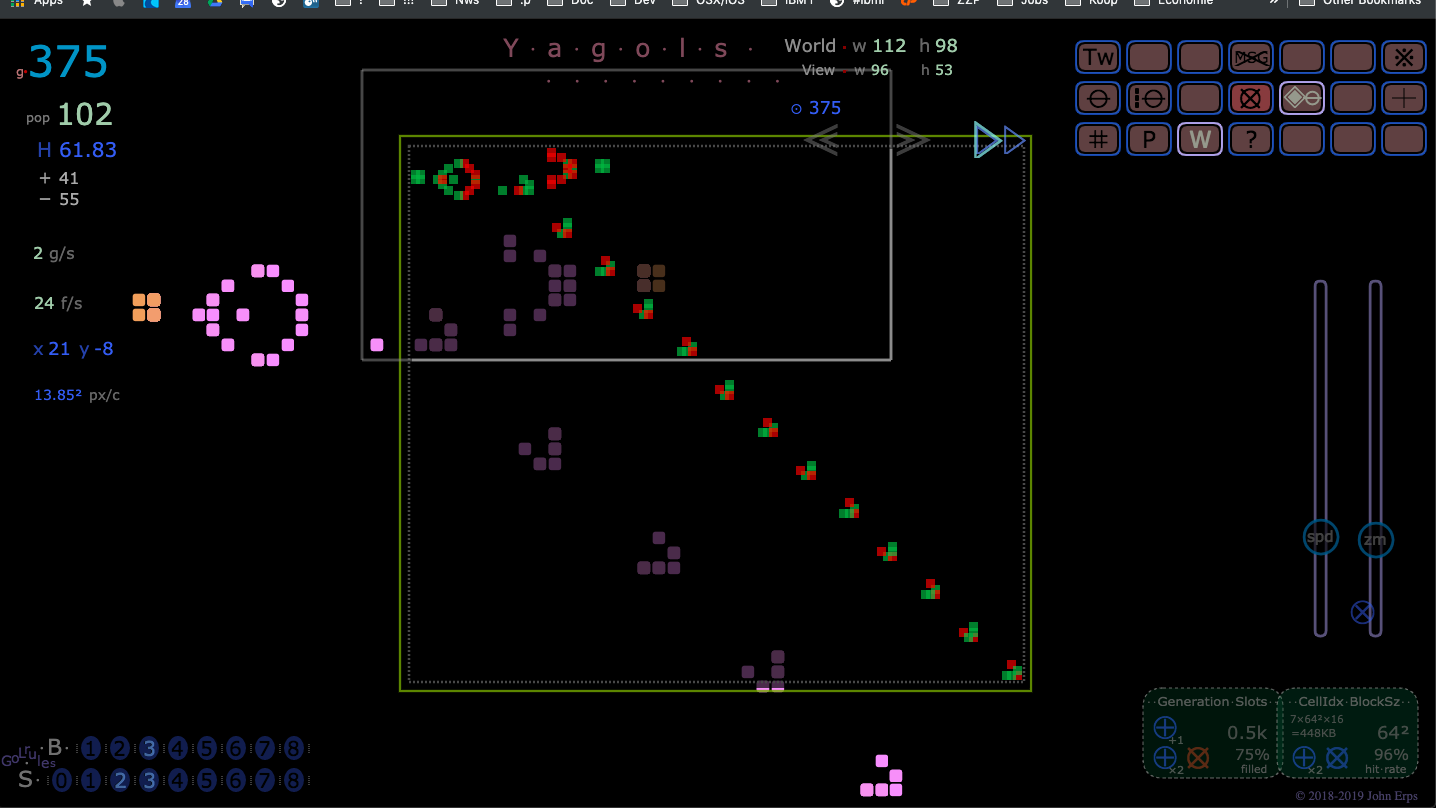 Apps 28 ! !!! Nws :.p Doc Dev OSX/iOS IBM i #ibmi ZZP Jobs Koop Economie » Other Bookmarks
Y · a · g · o · l · s ·
World · w 112 h 98
View · w 96 h 53
g· 375
pop 102
H 61.83
+ 41
− 55
2 g/s
24 f/s
x 21 y -8
13.85² px/c
⊙ 375
Tw MSG ※
# P W ?
spd zm
GoL rules
B 1 2 3 4 5 6 7 8
S 0 1 2 3 4 5 6 7 8
Generation Slots
+1 0.5k
×2 75%
filled
CellIdx BlockSz
7×64²×16
=448KB 64²
×2 96%
hit·rate
© 2018-2019 John Erps